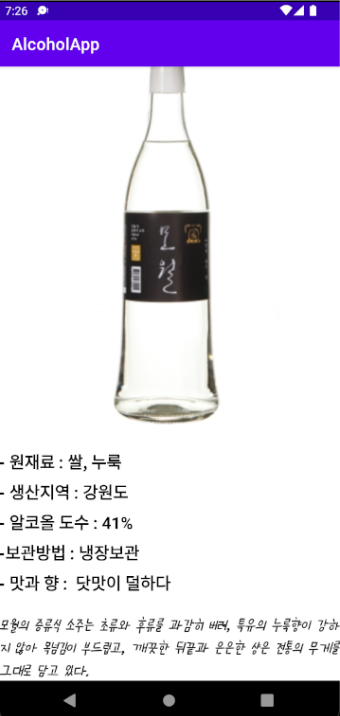 7:26
AlcoholApp
모월
- 원재료 : 쌀, 누룩
- 생산지역 : 강원도
- 알코올 도수 : 41%
-보관방법 : 냉장보관
- 맛과 향 :  닷맛이 덜하다
모월의 증류식 소주는 초류와 후류를 과감히 버려, 특유의 누룩향이 강하
지 않아 목넘김이 부드럽고, 깨끗한 뒤끝과 은은한 향은 전통의 무게를
그대로 담고 있다.